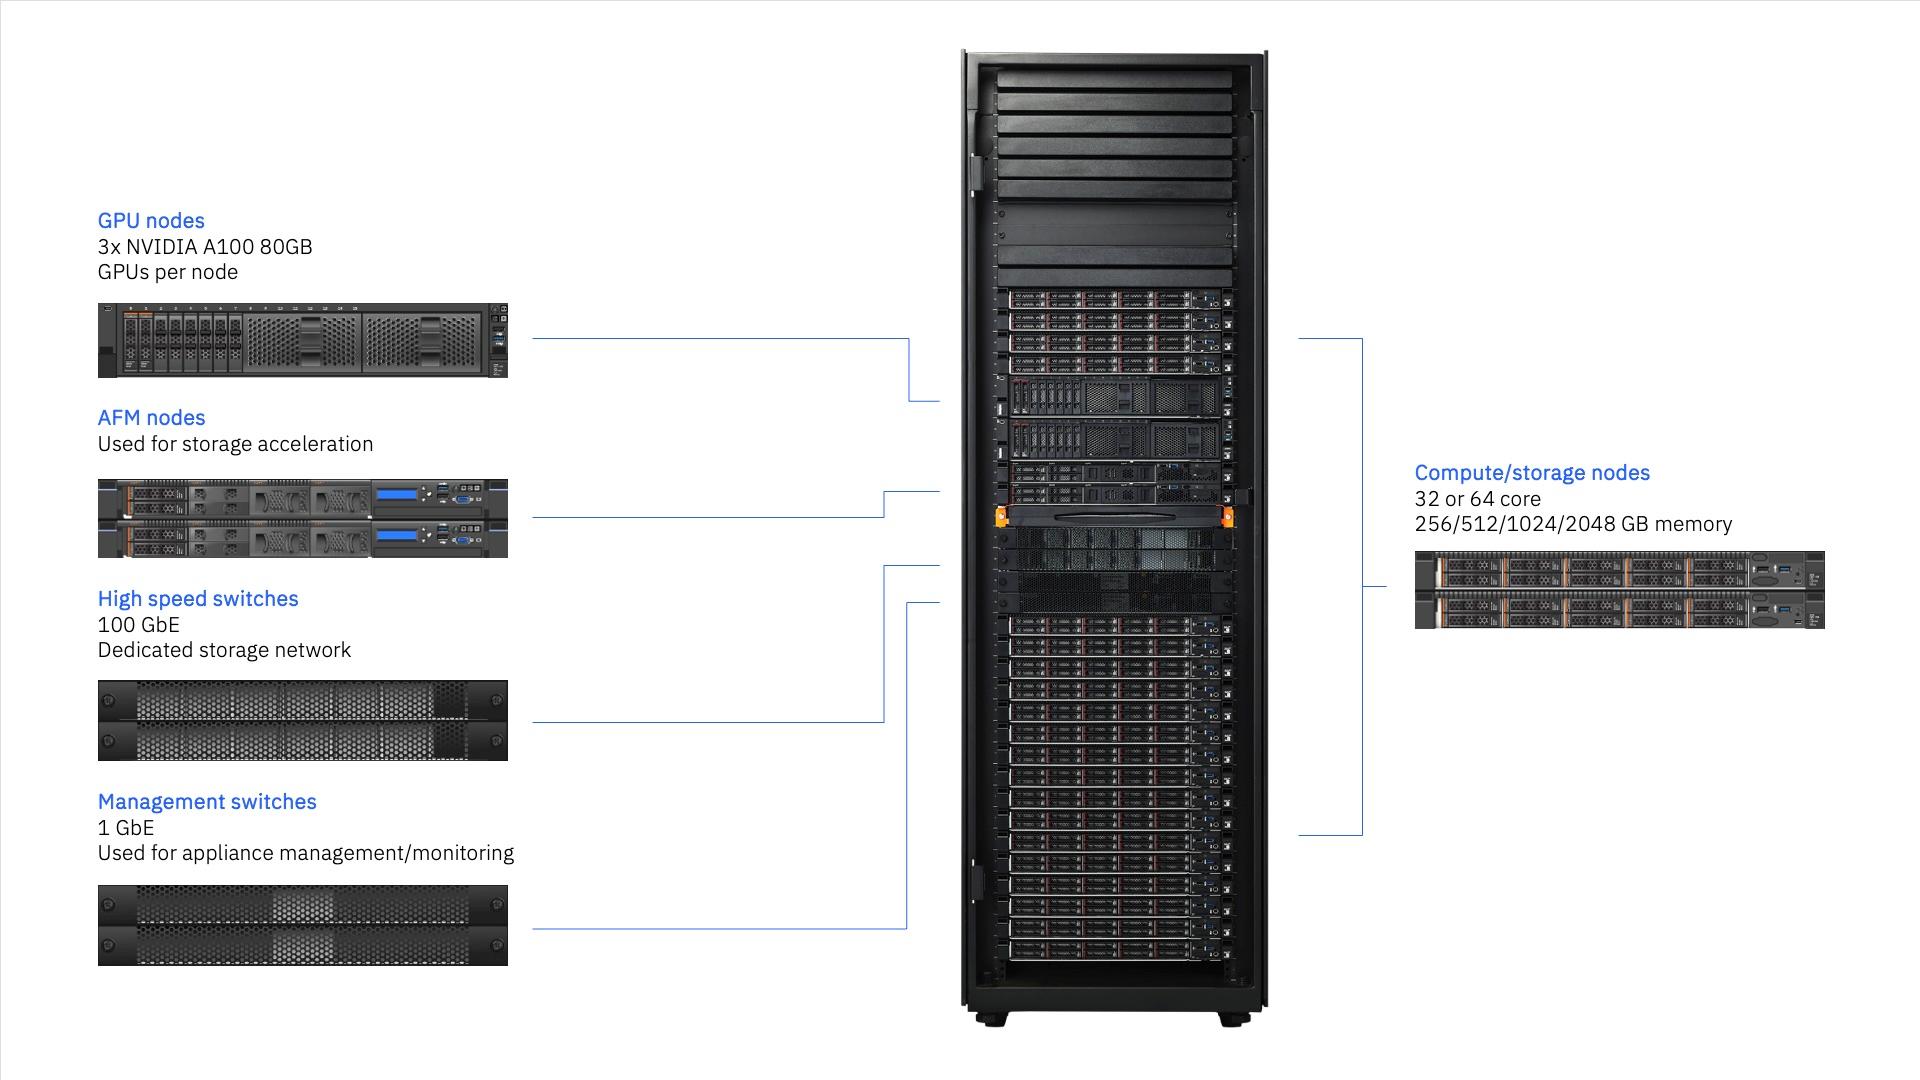 GPU nodes
3x NVIDIA A100 80GB
GPUs per node
AFM nodes
Used for storage acceleration
High speed switches
100 GbE
Dedicated storage network
Management switches
1 GbE
Used for appliance management/monitoring
Compute/storage nodes
32 or 64 core
256/512/1024/2048 GB memory